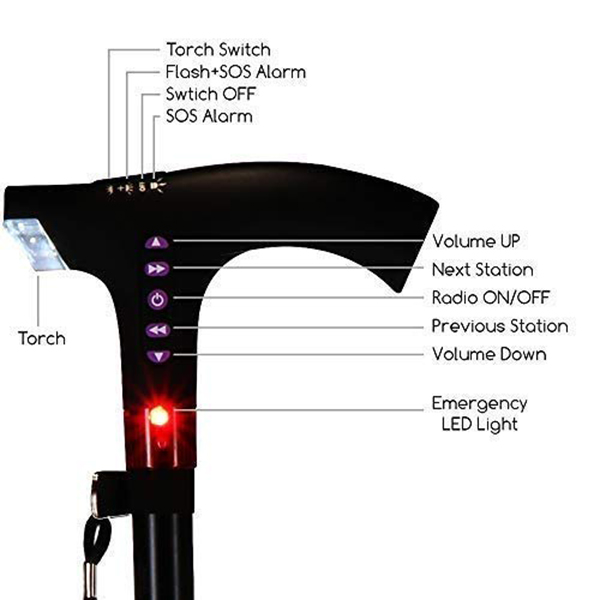 Torch Switch
Flash+SOS Alarm
Swtich OFF
SOS Alarm
Volume UP
Next Station
Radio ON/OFF
Previous Station
Volume Down
Torch
Emergency
LED Light